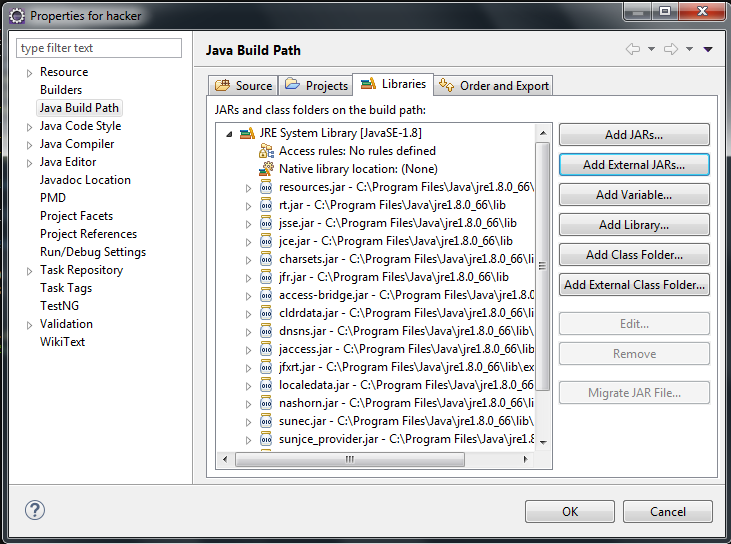 Properties for hacker
type filter text
Resource
Builders
Java Build Path
Java Code Style
Java Compiler
Java Editor
Javadoc Location
PMD
Project Facets
Project References
Run/Debug Settings
Task Repository
Task Tags
TestNG
Validation
WikiText
Java Build Path
Source
Projects
Libraries
Order and Export
JARs and class folders on the build path:
JRE System Library [JavaSE-1.8]
Access rules: No rules defined
Native library location: (None)
resources.jar - C:\Program Files\Java\jre1.8.0_66\
rt.jar - C:\Program Files\Java\jre1.8.0_66\lib
jsse.jar - C:\Program Files\Java\jre1.8.0_66\lib
jce.jar - C:\Program Files\Java\jre1.8.0_66\lib
charsets.jar - C:\Program Files\Java\jre1.8.0_66\l
jfr.jar - C:\Program Files\Java\jre1.8.0_66\lib
access-bridge.jar - C:\Program Files\Java\jre1.8.0
cldrdata.jar - C:\Program Files\Java\jre1.8.0_66\l
dnsns.jar - C:\Program Files\Java\jre1.8.0_66\lib\
jaccess.jar - C:\Program Files\Java\jre1.8.0_66\lib
jfxrt.jar - C:\Program Files\Java\jre1.8.0_66\lib\ex
localedata.jar - C:\Program Files\Java\jre1.8.0_66
nashorn.jar - C:\Program Files\Java\jre1.8.0_66\li
sunec.jar - C:\Program Files\Java\jre1.8.0_66\lib\
sunjce_provider.jar - C:\Program Files\Java\jre1.8
Add JARs...
Add External JARs...
Add Variable...
Add Library...
Add Class Folder...
Add External Class Folder...
Edit...
Remove
Migrate JAR File...
OK
Cancel